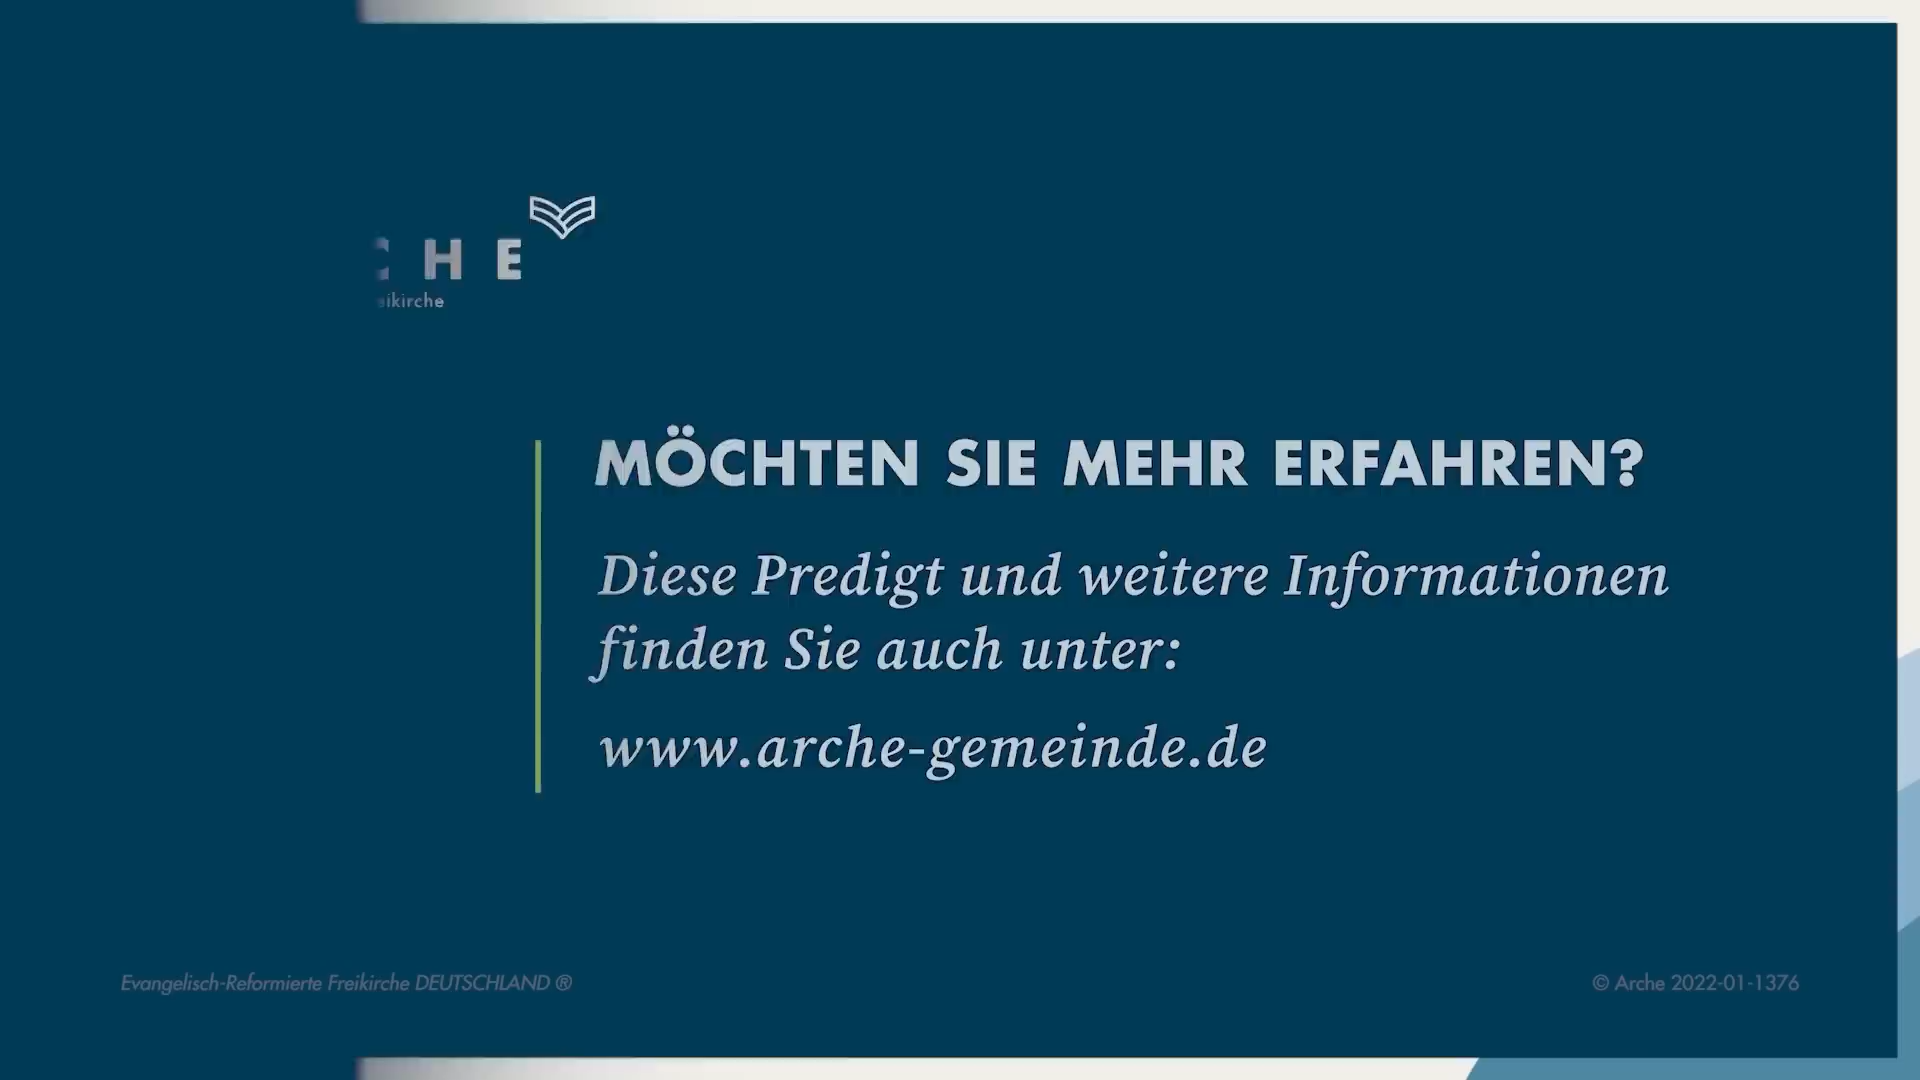 CHE
eikirche
MÖCHTEN SIE MEHR ERFAHREN?
Diese Predigt und weitere Informationen
finden Sie auch unter:
www.arche-gemeinde.de
Evangelisch-Reformierte Freikirche DEUTSCHLAND ®
© Arche 2022-01-1376